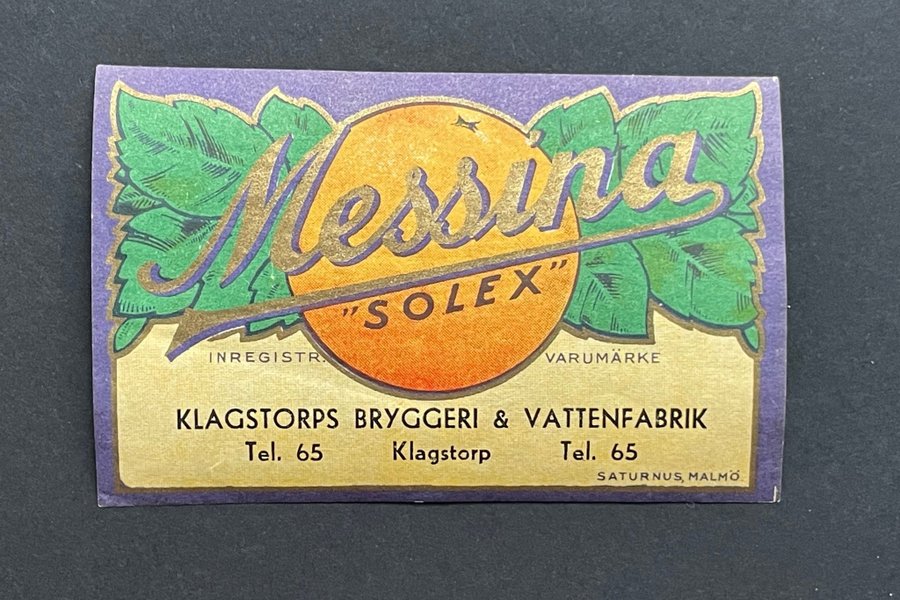 Messina
"SOLEX"
INREGISTR. VARUMÄRKE
KLAGSTORPS BRYGGERI & VATTENFABRIK
Tel. 65 Klagstorp Tel. 65
SATURNUS, MALMÖ